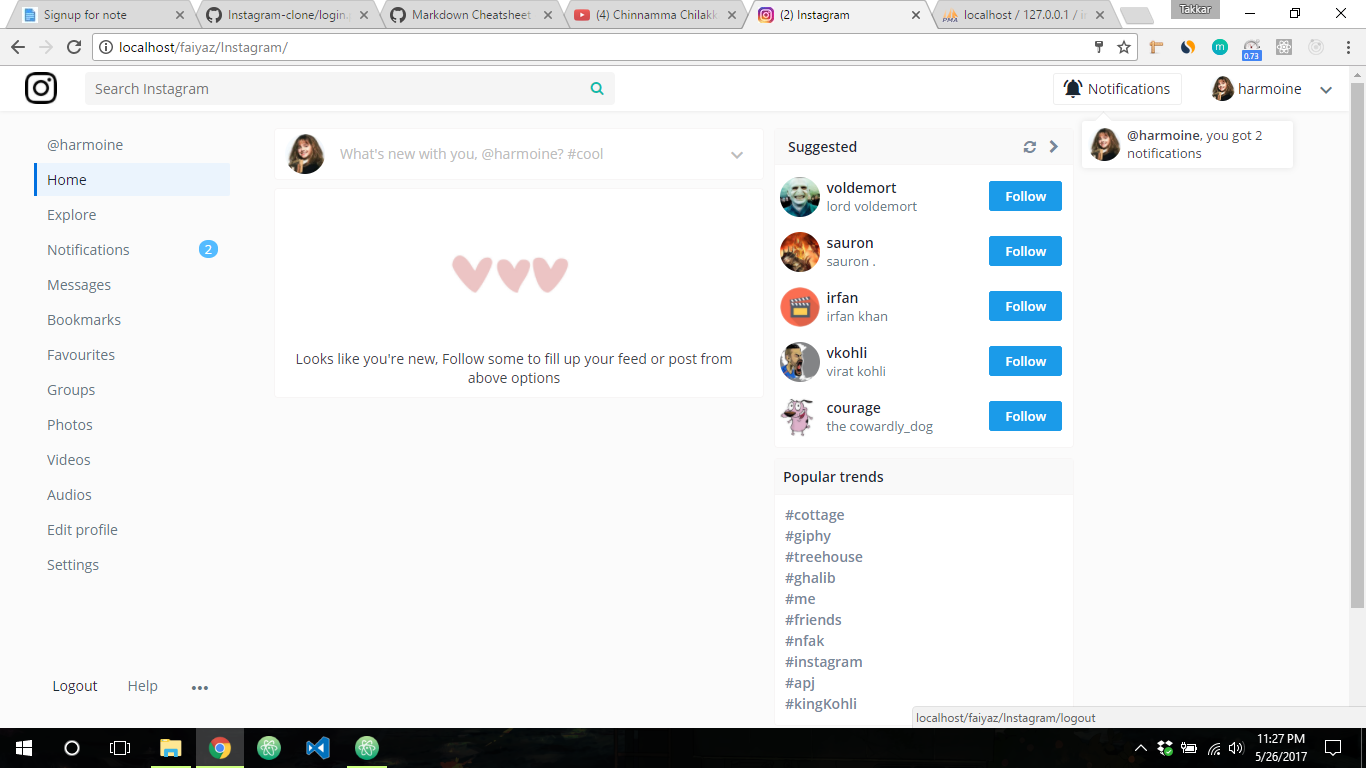 Signup for note
Instagram-clone/login.
Markdown Cheatsheet
(4) Chinnamma Chilakk
(2) Instagram
PMA
localhost / 127.0.0.1 / i
Takkar
localhost/faiyaz/Instagram/
m
0.73
Search Instagram
Notifications
harmoine
@harmoine, you got 2
notifications
@harmoine
Home
Explore
Notifications
2
Messages
Bookmarks
Favourites
Groups
Photos
Videos
Audios
Edit profile
Settings
Logout
Help
What's new with you, @harmoine? #cool
Looks like you're new, Follow some to fill up your feed or post from
above options
Suggested
voldemort
lord voldemort
Follow
sauron
sauron .
Follow
irfan
irfan khan
Follow
vkohli
virat kohli
Follow
courage
the cowardly_dog
Follow
Popular trends
#cottage
#giphy
#treehouse
#ghalib
#me
#friends
#nfak
#instagram
#apj
#kingKohli
localhost/faiyaz/Instagram/logout
11:27 PM
5/26/2017